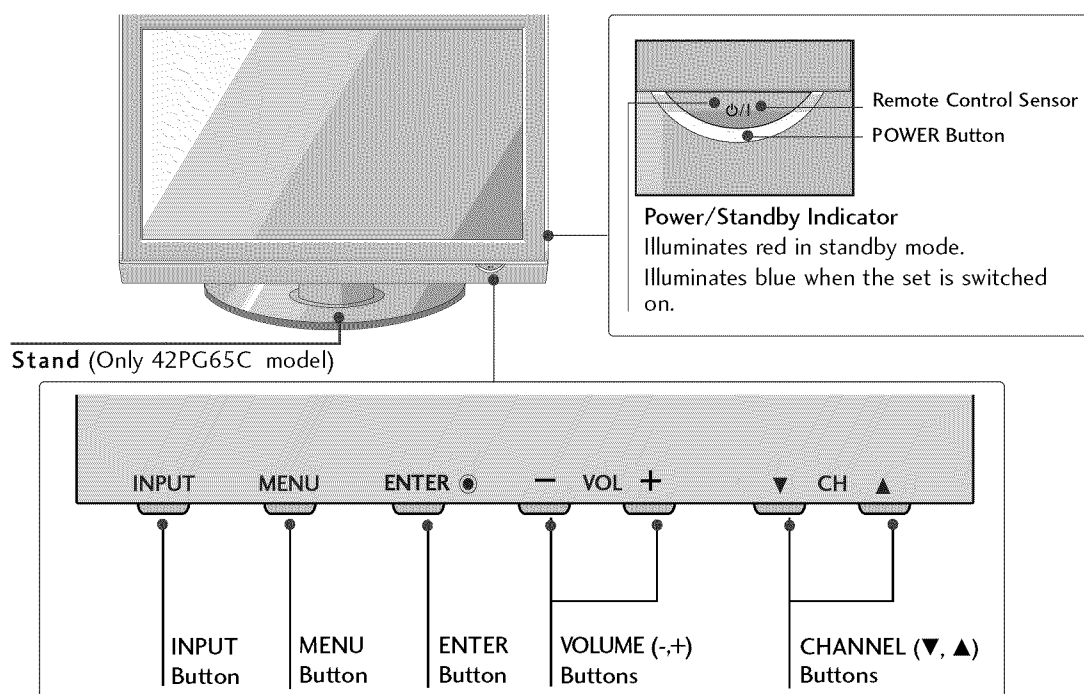 ⏻/I
Remote Control Sensor
POWER Button
Power/Standby Indicator
Illuminates red in standby mode.
Illuminates blue when the set is switched
on.
Stand (Only 42PG65C model)
INPUT MENU ENTER ◉ − VOL + ▼ CH ▲
INPUT
Button
MENU
Button
ENTER
Button
VOLUME (-,+)
Buttons
CHANNEL (▼, ▲)
Buttons